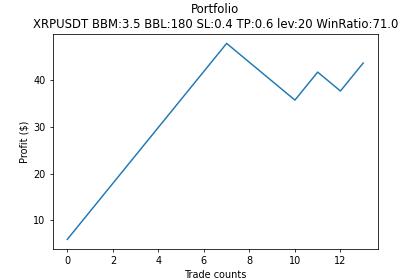 Portfolio
XRPUSDT BBM:3.5 BBL:180 SL:0.4 TP:0.6 lev:20 WinRatio:71.0
40
30
20
10
Profit ($)
0 2 4 6 8 10 12
Trade counts